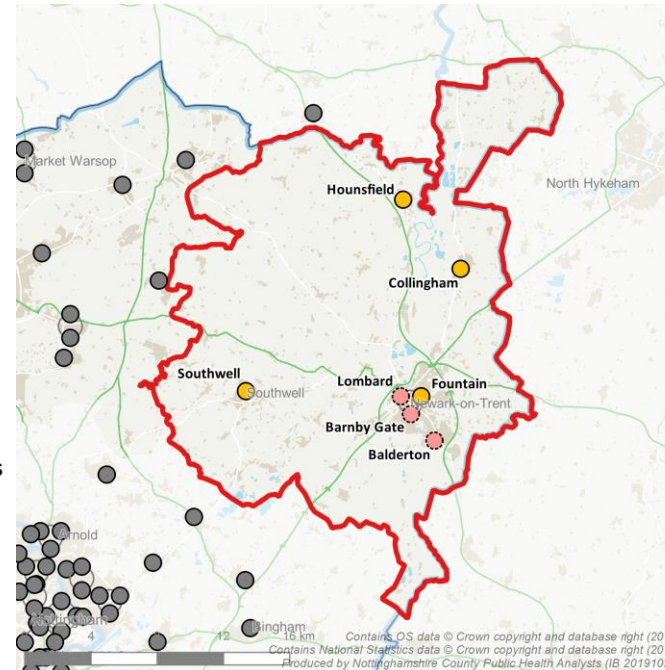 Market Warsop
North Hykeham
Hounsfield
Collingham
Southwell
Southwell
Lombard
Fountain
Newark-on-Trent
Barnby Gate
Balderton
s
Arnold
Nottingham
Bingham
4
12
16 km
Contains OS data © Crown copyright and database right (20
Contains National Statistics data © Crown copyright and database right (20
Produced by Nottinghamshire County Public Health Analysts (IB 2019)